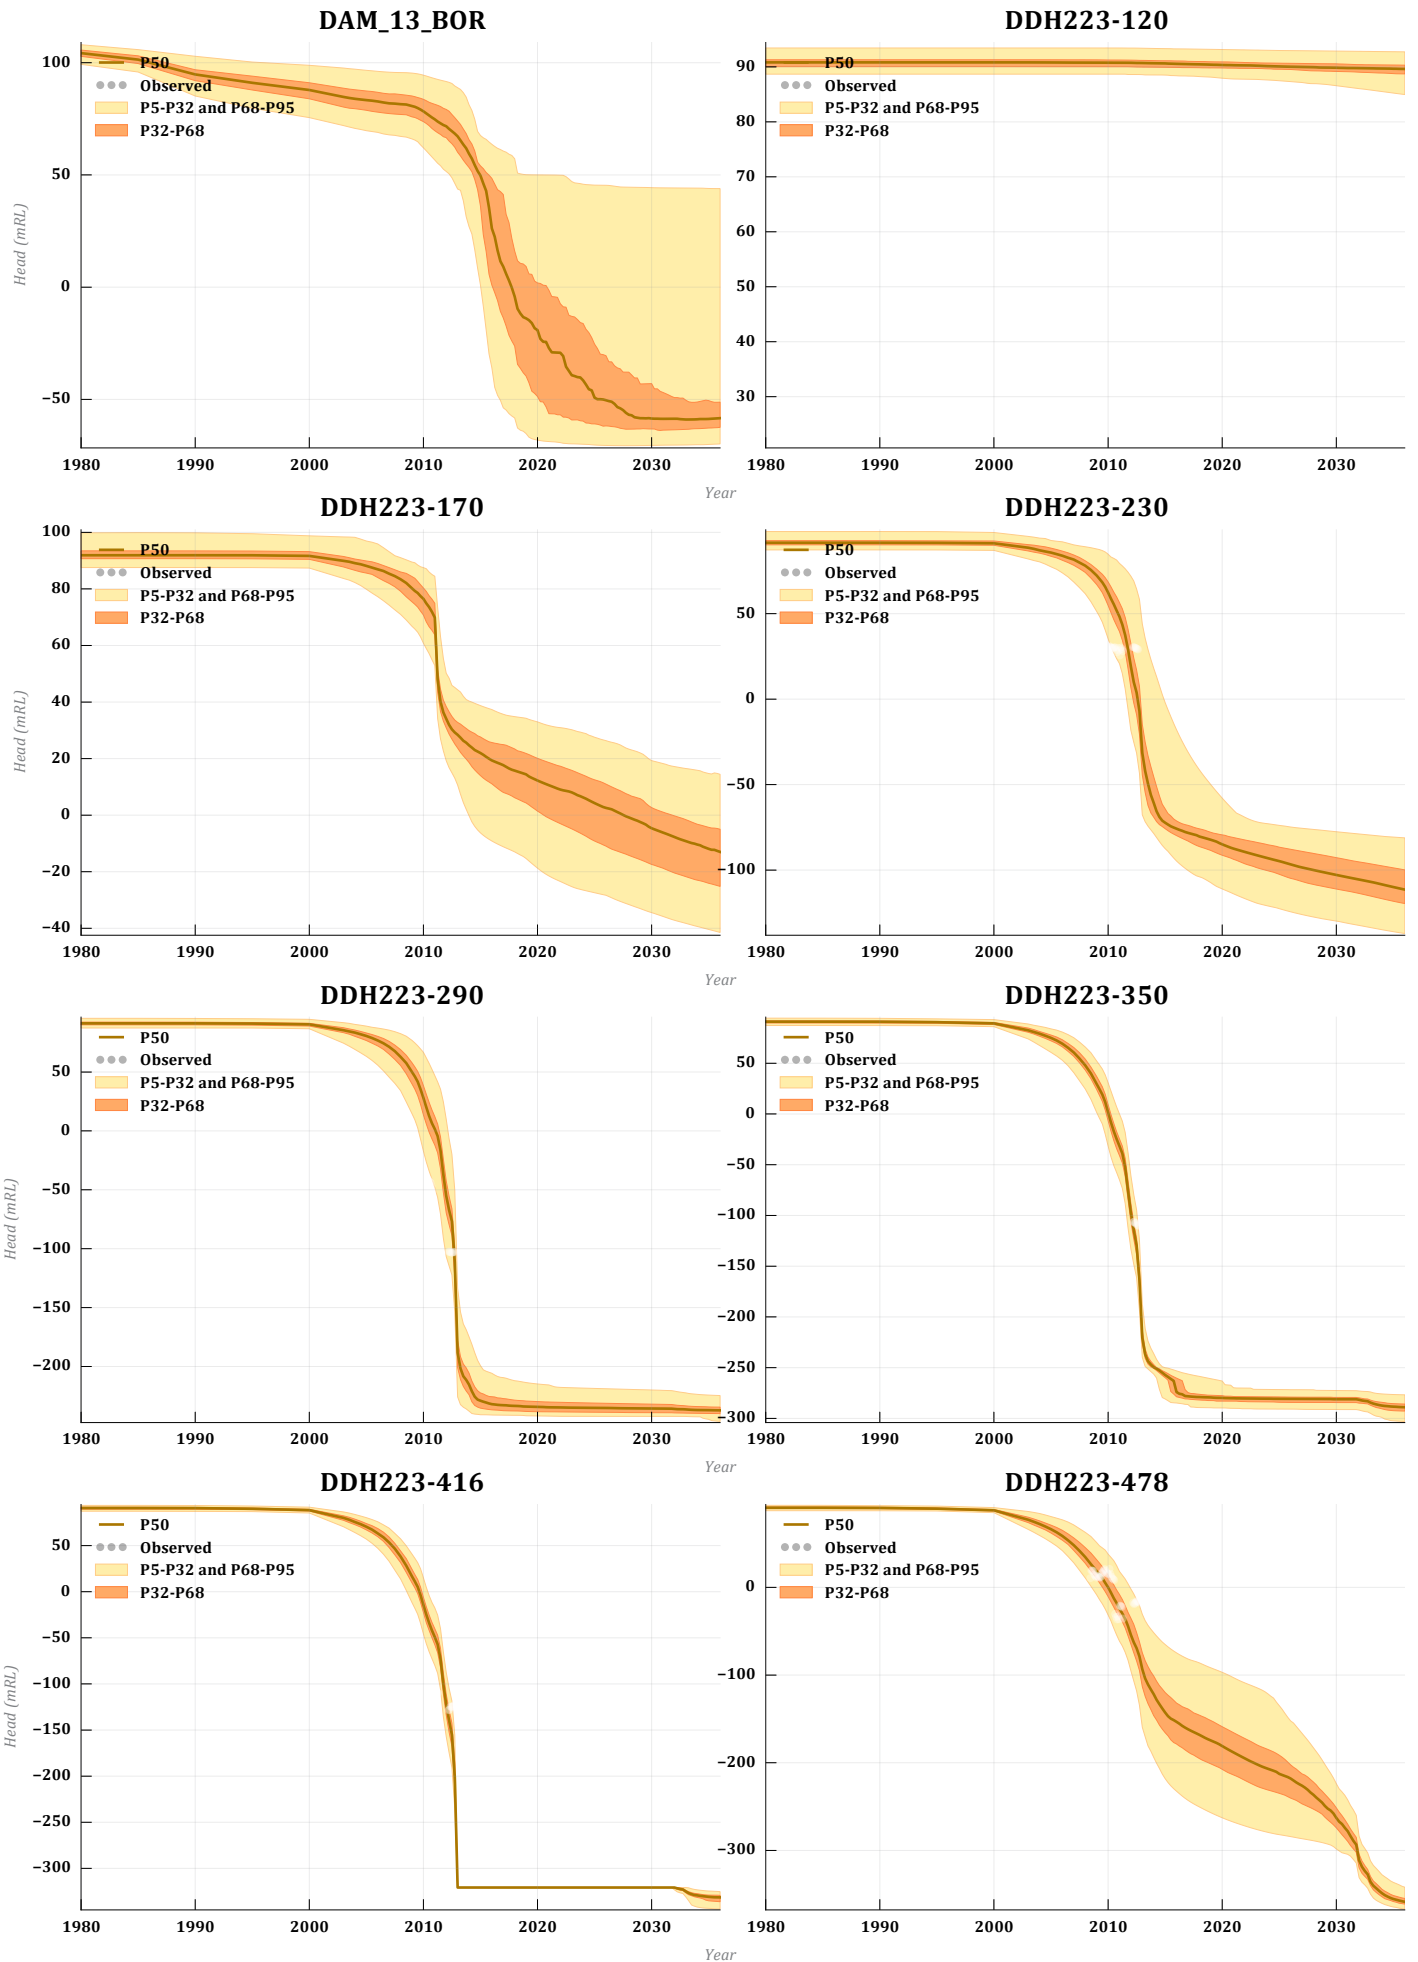 DAM_13_BOR
DDH223-120
P50
Observed
P5-P32 and P68-P95
P32-P68
100
50
0
−50
Head (mRL)
1980 1990 2000 2010 2020 2030
P50
Observed
P5-P32 and P68-P95
P32-P68
90
80
70
60
50
40
30
1980 1990 2000 2010 2020 2030
Year
DDH223-170
DDH223-230
P50
Observed
P5-P32 and P68-P95
P32-P68
100
80
60
40
20
0
−20
−40
Head (mRL)
1980 1990 2000 2010 2020 2030
P50
Observed
P5-P32 and P68-P95
P32-P68
50
0
−50
−100
1980 1990 2000 2010 2020 2030
Year
DDH223-290
DDH223-350
P50
Observed
P5-P32 and P68-P95
P32-P68
50
0
−50
−100
−150
−200
Head (mRL)
1980 1990 2000 2010 2020 2030
P50
Observed
P5-P32 and P68-P95
P32-P68
50
0
−50
−100
−150
−200
−250
−300
1980 1990 2000 2010 2020 2030
Year
DDH223-416
DDH223-478
P50
Observed
P5-P32 and P68-P95
P32-P68
50
0
−50
−100
−150
−200
−250
−300
Head (mRL)
1980 1990 2000 2010 2020 2030
P50
Observed
P5-P32 and P68-P95
P32-P68
0
−100
−200
−300
1980 1990 2000 2010 2020 2030
Year